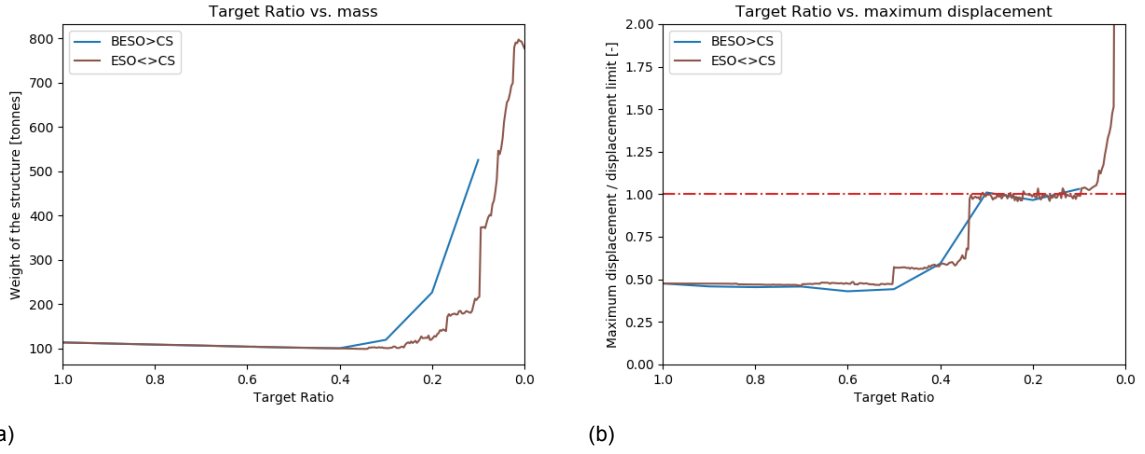 Target Ratio vs. mass
BESO>CS
ESO<>CS
Weight of the structure [tonnes]
800
700
600
500
400
300
200
100
1.0 0.8 0.6 0.4 0.2 0.0
Target Ratio
a)
Target Ratio vs. maximum displacement
BESO>CS
ESO<>CS
Maximum displacement / displacement limit [-]
2.00
1.75
1.50
1.25
1.00
0.75
0.50
0.25
0.00
1.0 0.8 0.6 0.4 0.2 0.0
Target Ratio
(b)